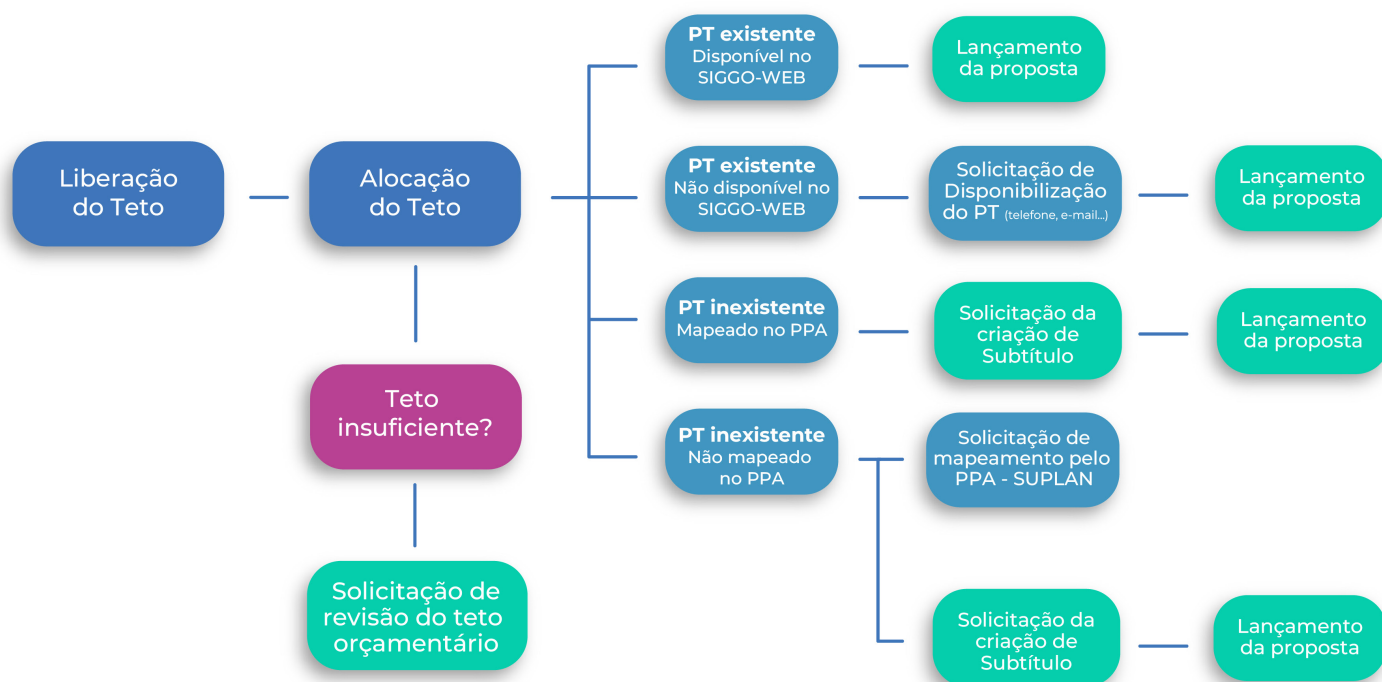 Liberação
do Teto
Alocação
do Teto
Teto
insuficiente?
Solicitação de
revisão do teto
orçamentário
PT existente
Disponível no
SIGGO-WEB
Lançamento
da proposta
PT existente
Não disponível no
SIGGO-WEB
Solicitação de
Disponibilização
do PT (telefone, e-mail...)
Lançamento
da proposta
PT inexistente
Mapeado no PPA
Solicitação da
criação de
Subtítulo
Lançamento
da proposta
PT inexistente
Não mapeado
no PPA
Solicitação de
mapeamento pelo
PPA - SUPLAN
Solicitação da
criação de
Subtítulo
Lançamento
da proposta